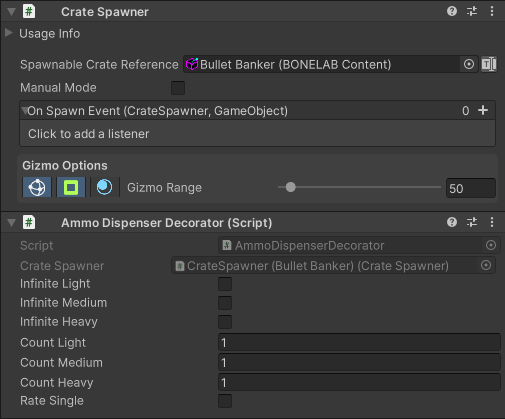 Crate Spawner
Usage Info
Spawnable Crate Reference Bullet Banker (BONELAB Content)
Manual Mode
On Spawn Event (CrateSpawner, GameObject) 0
Click to add a listener
Gizmo Options
Gizmo Range 50
Ammo Dispenser Decorator (Script)
Script AmmoDispenserDecorator
Crate Spawner CrateSpawner (Bullet Banker) (Crate Spawner)
Infinite Light
Infinite Medium
Infinite Heavy
Count Light 1
Count Medium 1
Count Heavy 1
Rate Single